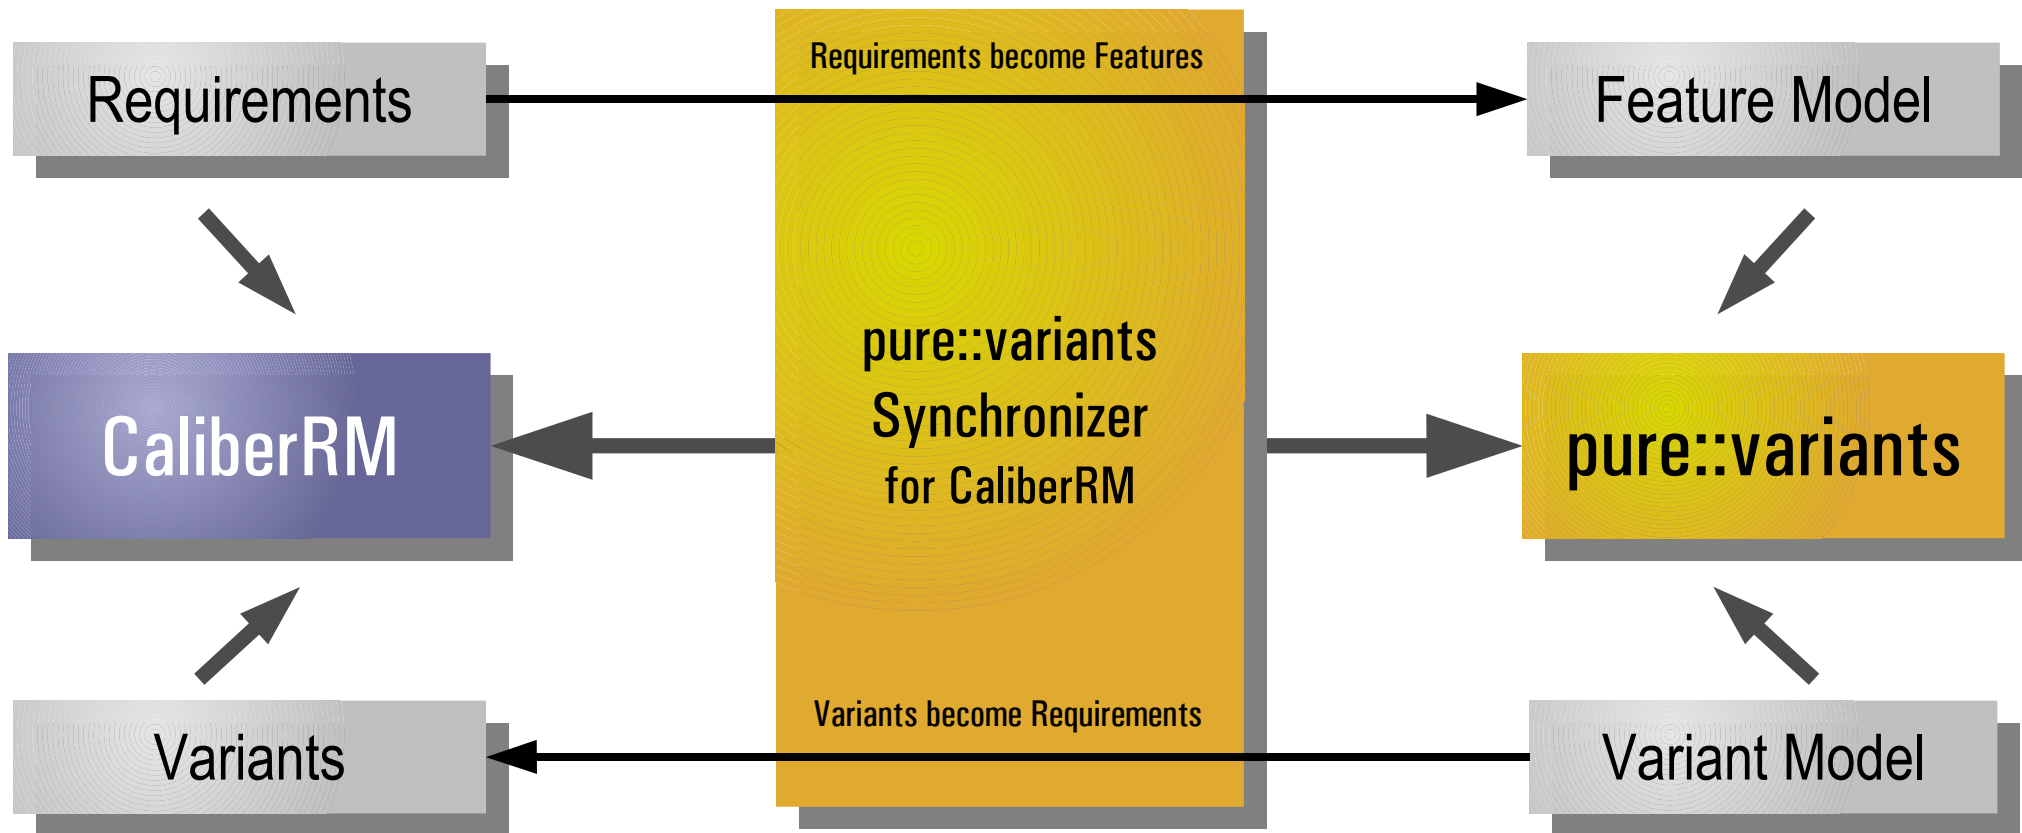 Requirements become Features
Requirements
Feature Model
pure::variants
Synchronizer
for CaliberRM
CaliberRM
pure::variants
Variants become Requirements
Variants
Variant Model